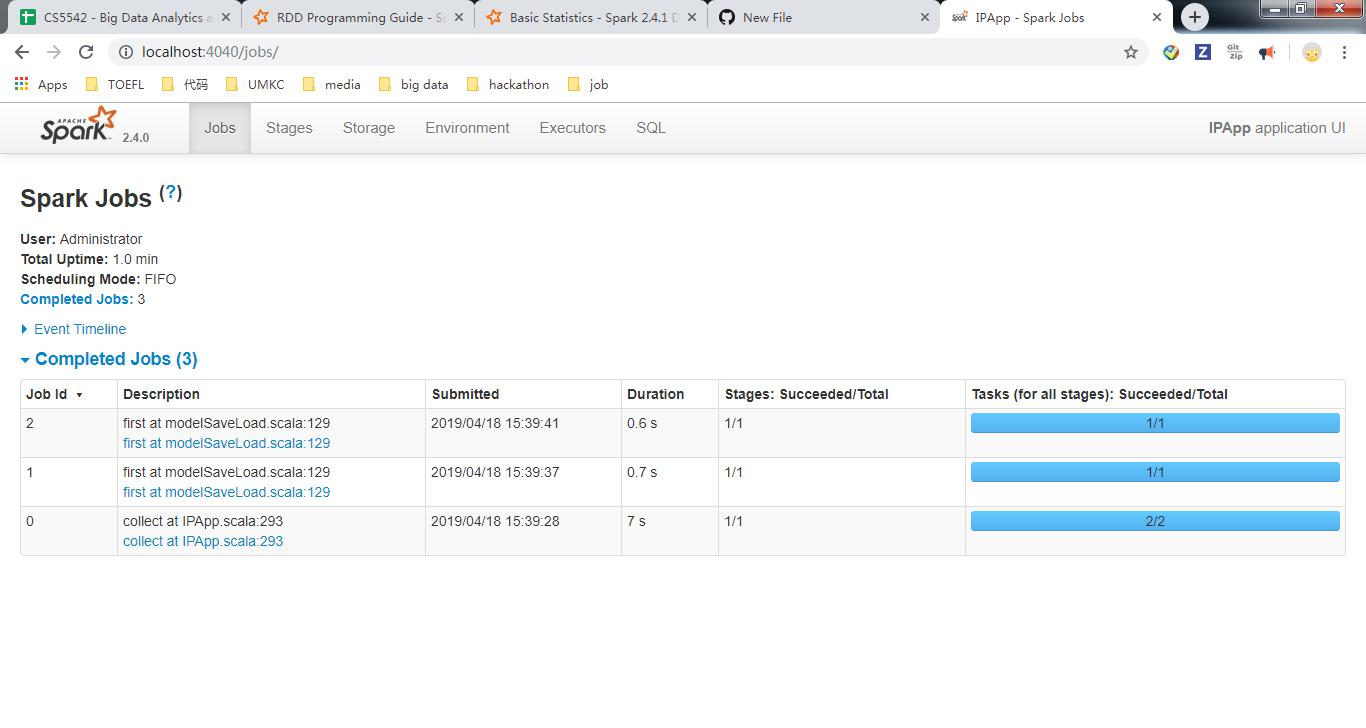 CS5542 - Big Data Analytics a
RDD Programming Guide - Sp
Basic Statistics - Spark 2.4.1 D
New File
IPApp - Spark Jobs
localhost:4040/jobs/
Z
Git Zip
Apps
TOEFL
代码
UMKC
media
big data
hackathon
job
APACHE Spark 2.4.0
Jobs
Stages
Storage
Environment
Executors
SQL
IPApp application UI
Spark Jobs (?)
User: Administrator
Total Uptime: 1.0 min
Scheduling Mode: FIFO
Completed Jobs: 3
Event Timeline
Completed Jobs (3)
Job Id ▾ Description Submitted Duration Stages: Succeeded/Total Tasks (for all stages): Succeeded/Total
2 first at modelSaveLoad.scala:129 2019/04/18 15:39:41 0.6 s 1/1 1/1
first at modelSaveLoad.scala:129
1 first at modelSaveLoad.scala:129 2019/04/18 15:39:37 0.7 s 1/1 1/1
first at modelSaveLoad.scala:129
0 collect at IPApp.scala:293 2019/04/18 15:39:28 7 s 1/1 2/2
collect at IPApp.scala:293